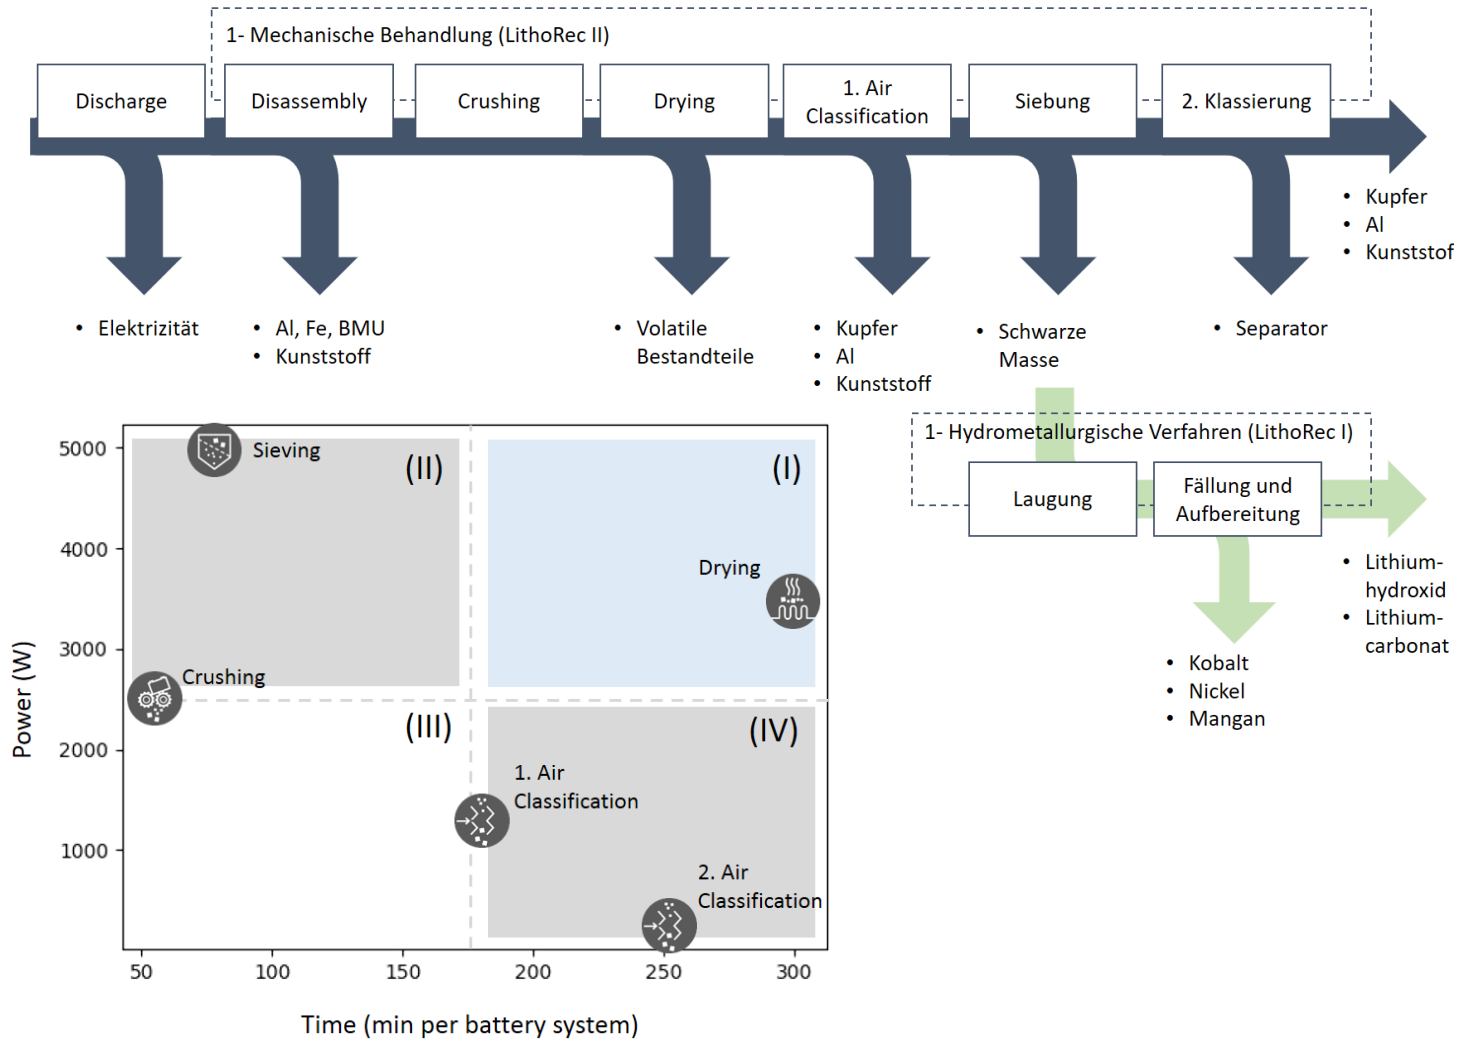 1- Mechanische Behandlung (LithoRec II)
Discharge
Disassembly
Crushing
Drying
1. Air
Classification
Siebung
2. Klassierung
• Kupfer
• Al
• Kunststof
• Elektrizität
• Al, Fe, BMU
• Kunststoff
• Volatile
Bestandteile
• Kupfer
• Al
• Kunststoff
• Schwarze
Masse
• Separator
1- Hydrometallurgische Verfahren (LithoRec I)
Laugung
Fällung und
Aufbereitung
• Lithium-
hydroxid
• Lithium-
carbonat
• Kobalt
• Nickel
• Mangan
5000
4000
3000
2000
1000
Power (W)
Sieving
(II)
(I)
Drying
Crushing
(III)
(IV)
1. Air
Classification
2. Air
Classification
50
100
150
200
250
300
Time (min per battery system)